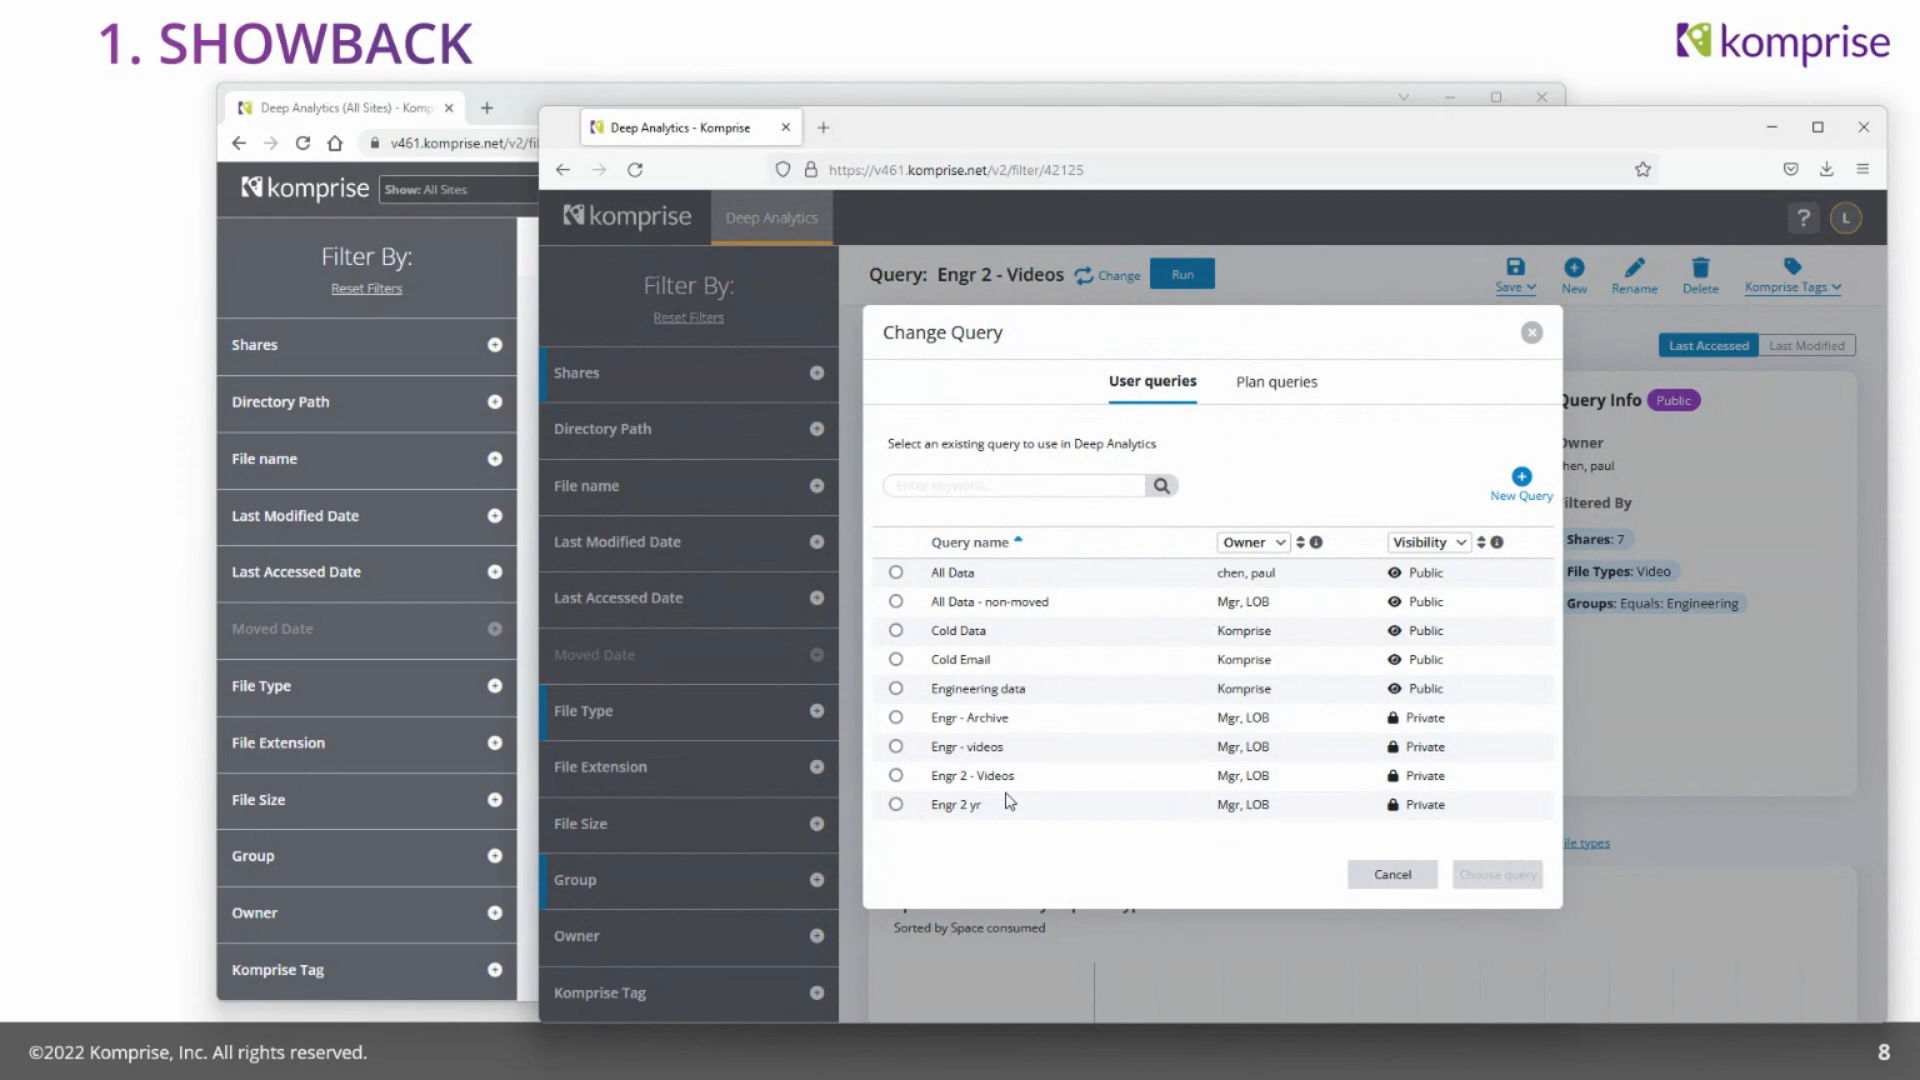 1. SHOWBACK
komprise
Deep Analytics (All Sites) - Komp
v461.komprise.net/v2/fil
komprise
Show: All Sites
Filter By:
Reset Filters
Shares
Directory Path
File name
Last Modified Date
Last Accessed Date
Moved Date
File Type
File Extension
File Size
Group
Owner
Komprise Tag
Deep Analytics - Komprise
https://v461.komprise.net/v2/filter/42125
komprise
Deep Analytics
?
L
Filter By:
Reset Filters
Shares
Directory Path
File name
Last Modified Date
Last Accessed Date
Moved Date
File Type
File Extension
File Size
Group
Owner
Komprise Tag
Query: Engr 2 - Videos Change Run
Save New Rename Delete Komprise Tags
Last Accessed Last Modified
Change Query
User queries Plan queries
Select an existing query to use in Deep Analytics
Enter keyword...
New Query
Query name Owner Visibility
All Data chen, paul Public
All Data - non-moved Mgr, LOB Public
Cold Data Komprise Public
Cold Email Komprise Public
Engineering data Komprise Public
Engr - Archive Mgr, LOB Private
Engr - videos Mgr, LOB Private
Engr 2 - Videos Mgr, LOB Private
Engr 2 yr Mgr, LOB Private
Cancel Choose query
Query Info Public
Owner
hen, paul
iltered By
Shares: 7
File Types: Video
Groups: Equals: Engineering
ile types
Sorted by Space consumed
©2022 Komprise, Inc. All rights reserved.
8